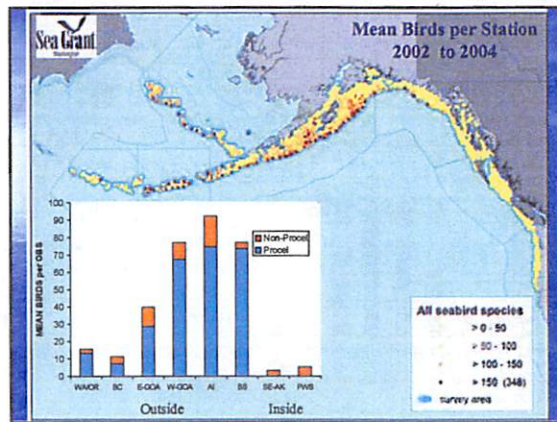 Sea Grant
Washington
Mean Birds per Station
2002 to 2004
MEAN BIRDS per OBS
100
90
80
70
60
50
40
30
20
10
0
Non-Procel
Procel
WA/OR BC E-GOA W-GOA AI BS SE-AK PWS
Outside Inside
All seabird species
> 0 - 50
> 50 - 100
> 100 - 150
> 150 (348)
survey area